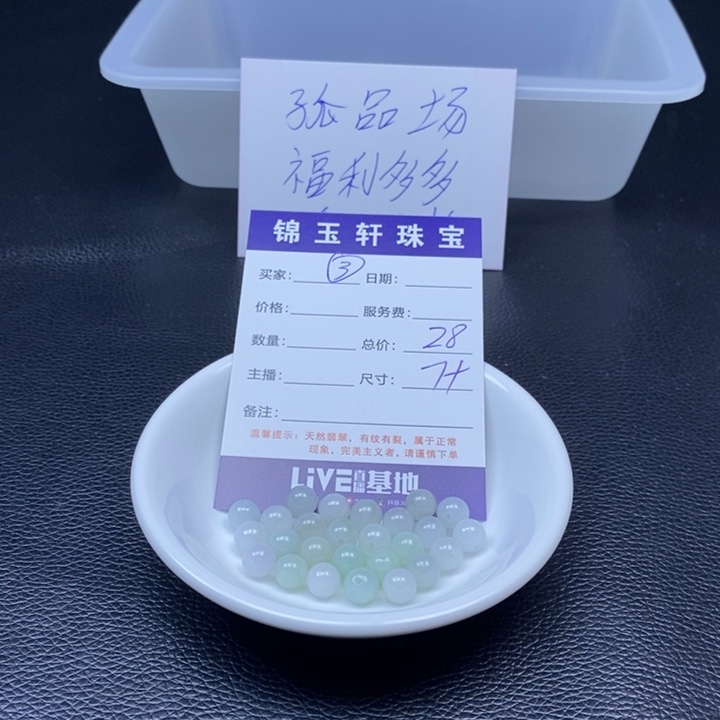 孤品场
福利多多
锦玉轩珠宝
买家: ③ 日期:
价格: 服务费:
数量: 总价: 28
主播: 尺寸: 7+
备注:
温馨提示：天然翡翠，有纹有裂，属于正常
现象，完美主义者，请谨慎下单
LiVE直播基地